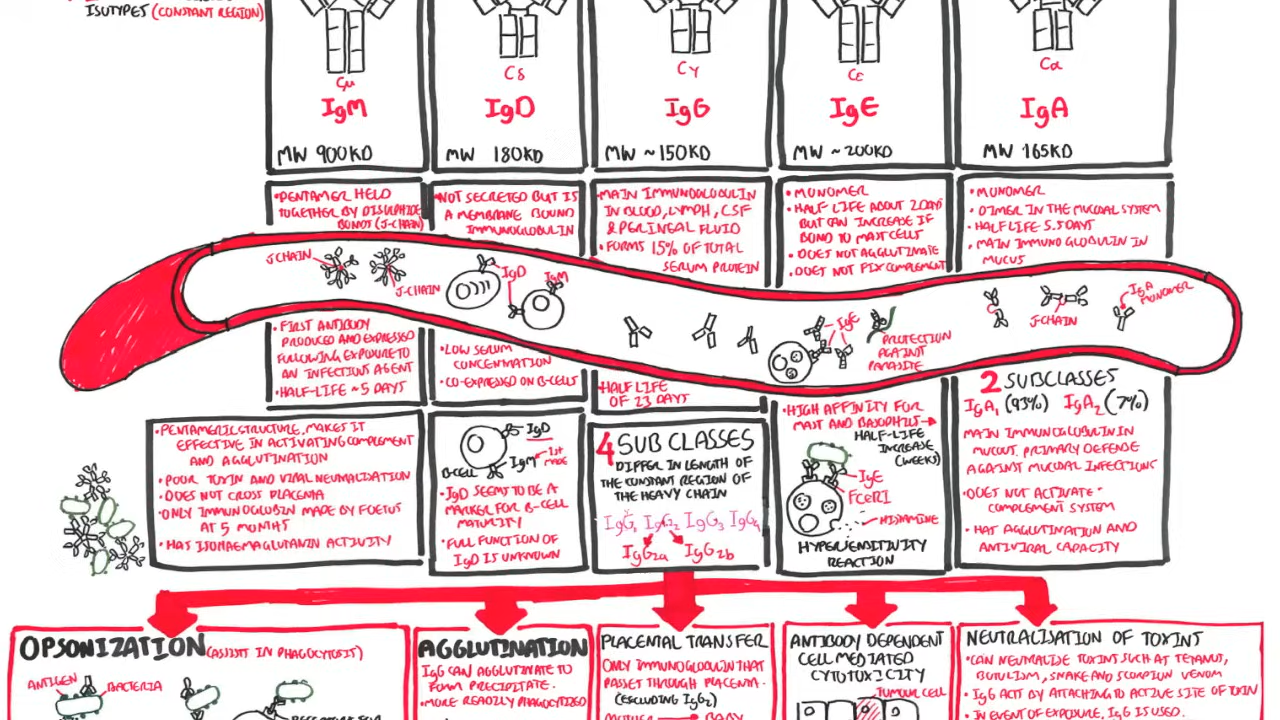 ISOTYPES (CONSTANT REGION)
Cμ
IgM
MW 900KD
Cδ
IgD
MW 180KD
Cγ
IgG
MW ~150KD
Cε
IgE
MW ~200KD
Cα
IgA
MW 165KD
• PENTAMER HELD
TOGETHER BY DISULPHIDE
BONDS (J-CHAIN)
• NOT SECRETED BUT IS
A MEMBRANE BOUND
IMMUNOGLOBULIN
• MAIN IMMUNOGLOBULIN
IN BLOOD, LYMPH, CSF
& PERINEAL FLUID
• FORMS 15% OF TOTAL
SERUM PROTEIN
• MONOMER
• HALF LIFE ABOUT 2 DAYS
BUT CAN INCREASE IF
BOND TO MAST CELLS
• DOES NOT AGGLUTINATE
• DOES NOT FIX COMPLEMENT
• MONOMER
• DIMER IN THE MUCOSAL SYSTEM
• HALF LIFE 5.5 DAYS
• MAIN IMMUNOGLOBULIN IN
MUCUS
J CHAIN
J-CHAIN
IgD
IgM
IgE
PROTECTION
AGAINST
PARASITE
J-CHAIN
IgA
MONOMER
• FIRST ANTIBODY
PRODUCED AND EXPRESSED
FOLLOWING EXPOSURE TO
AN INFECTIOUS AGENT
• HALF-LIFE ~5 DAYS
• LOW SERUM
CONCENTRATION
• CO-EXPRESSED ON B-CELLS
• HALF LIFE
OF 23 DAYS
• PENTAMERIC STRUCTURE, MAKES IT
EFFECTIVE IN ACTIVATING COMPLEMENT
AND AGGLUTINATION
• POOR TOXIN AND VIRAL NEUTRALISATION
• DOES NOT CROSS PLACENTA
• ONLY IMMUNOGLOBIN MADE BY FOETUS
AT 5 MONTHS
• HAS ISOHAEMAGLUTANIN ACTIVITY
IgD
IgM
1st
MADE
B-CELL
• IgD SEEMS TO BE A
MARKER FOR B-CELL
MATURITY
• FULL FUNCTION OF
IgD IS UNKNOWN
4 SUB CLASSES
DIFFER IN LENGTH OF
THE CONSTANT REGION OF
THE HEAVY CHAIN
IgG1 IgG2 IgG3 IgG4
IgG2a IgG2b
• HIGH AFFINITY FOR
MAST AND BASOPHILS →
HALF-LIFE
INCREASE
(WEEKS)
IgE
FcεRI
HISTAMINE
HYPERSENSITIVITY
REACTION
2 SUBCLASSES
IgA1 (93%) IgA2 (7%)
MAIN IMMUNOGLUBULIN IN
MUCOUS. PRIMARY DEFENSE
AGAINST MUCOSAL INFECTIONS
• DOES NOT ACTIVATE
COMPLEMENT SYSTEM
• HAS AGGLUTINATION AND
ANTIVIRAL CAPACITY
OPSONIZATION (ASSIST IN PHAGOCYTOSIS)
ANTIGEN
BACTERIA
AGGLUTINATION
IgG CAN AGGLUTINATE TO
FORM PRECIPITATE.
• MORE READILY PHAGOCYTOZED
PLACENTAL TRANSFER
ONLY IMMUNOGLOBULIN THAT
PASSES THROUGH PLACENTA.
(EXCLUDING IgG2)
MOTHER → BABY
ANTIBODY DEPENDENT
CELL MEDIATED
CYTOTOXICITY
TUMOUR CELL
NEUTRALISATION OF TOXINS
• CAN NEUTRALISE TOXINS SUCH AS TETANUS,
BOTULISM, SNAKE AND SCORPION VENOM
• IgG ACT BY ATTACHING TO ACTIVE SITE OF TOXIN
• IN EVENT OF EXPOSURE, IgG IS USED.